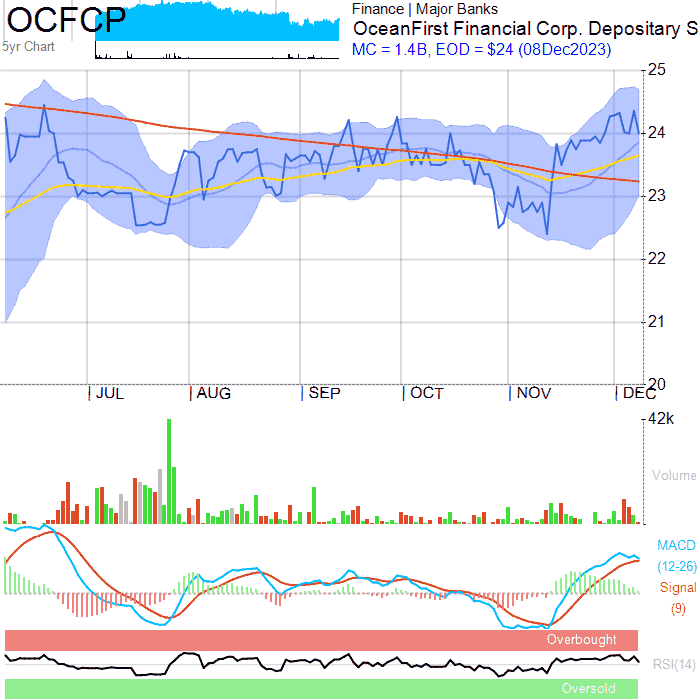 OCFCP
5yr Chart
Finance | Major Banks
OceanFirst Financial Corp. Depositary S
MC = 1.4B, EOD = $24 (08Dec2023)
25
24
23
22
21
20
JUL AUG SEP OCT NOV DEC
42k
Volume
MACD
(12-26)
Signal
(9)
Overbought
RSI(14)
Oversold